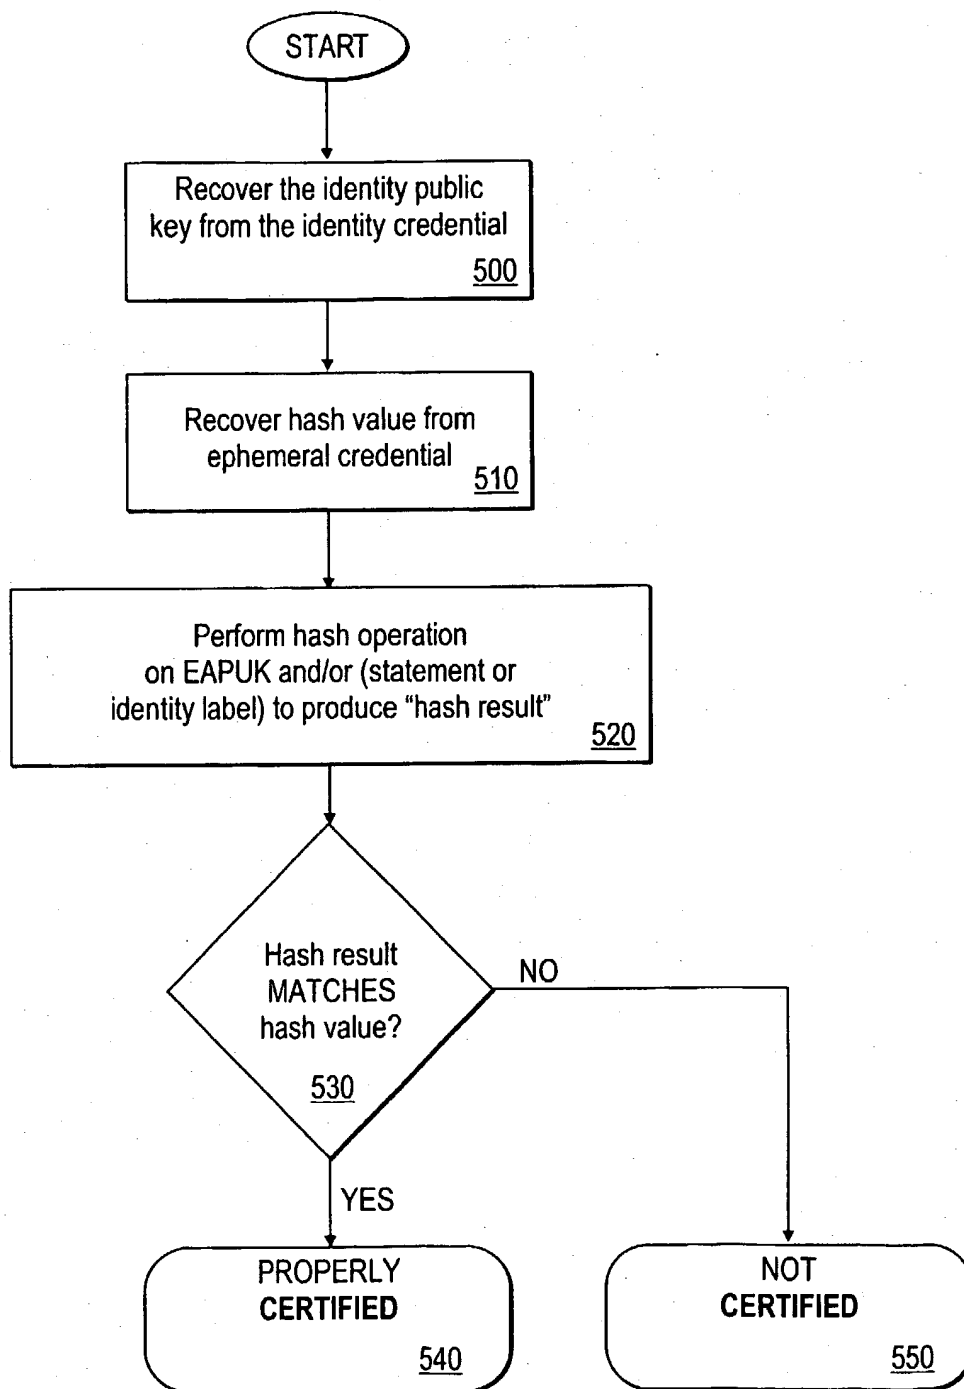 START
Recover the identity public
key from the identity credential
500
Recover hash value from
ephemeral credential
510
Perform hash operation
on EAPUK and/or (statement or
identity label) to produce “hash result”
520
Hash result
MATCHES
hash value?
530
NO
YES
PROPERLY
CERTIFIED
540
NOT
CERTIFIED
550